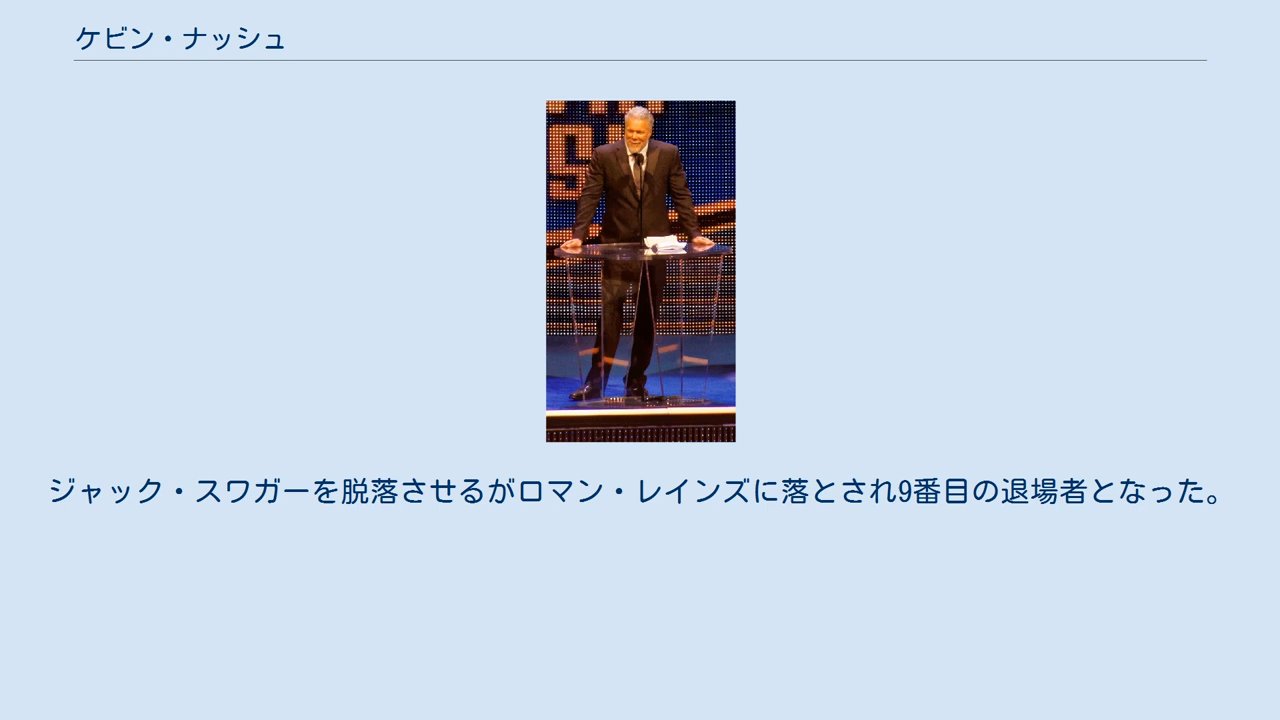 ケビン・ナッシュ
ジャック・スワガーを脱落させるがロマン・レインズに落とされ9番目の退場者となった。